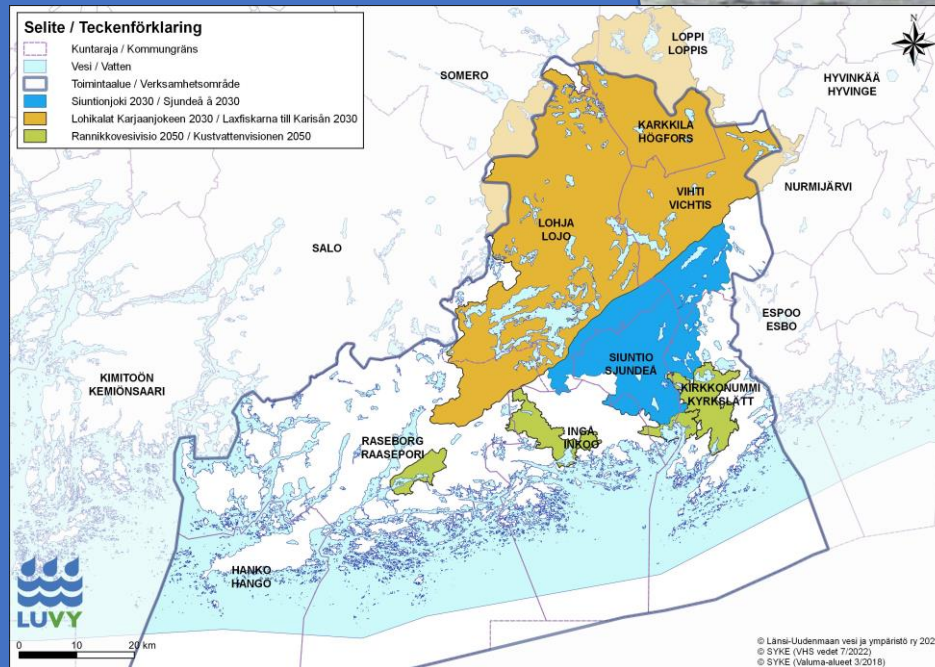 Selite / Teckenförklaring
Kuntaraja / Kommungräns
Vesi / Vatten
Toimintaalue / Verksamhetsområde
Siuntionjoki 2030 / Sjundeå å 2030
Lohikalat Karjaanjokeen 2030 / Laxfiskarna till Karisån 2030
Rannikkovesivisio 2050 / Kustvattenvisionen 2050
N
LOPPI
LOPPIS
SOMERO
HYVINKÄÄ
HYVINGE
KARKKILA
HÖGFORS
NURMIJÄRVI
VIHTI
VICHTIS
LOHJA
LOJO
SALO
ESPOO
ESBO
SIUNTIO
SJUNDEÅ
KIMITOÖN
KEMIÖNSAARI
KIRKKONUMMI
KYRKSLÄTT
INGÅ
INKOO
RASEBORG
RAASEPORI
HANKO
HANGÖ
LUVY
0 10 20 km
© Länsi-Uudenmaan vesi ja ympäristö ry 202
© SYKE (VHS vedet 7/2022)
© SYKE (Valuma-alueet 3/2018)